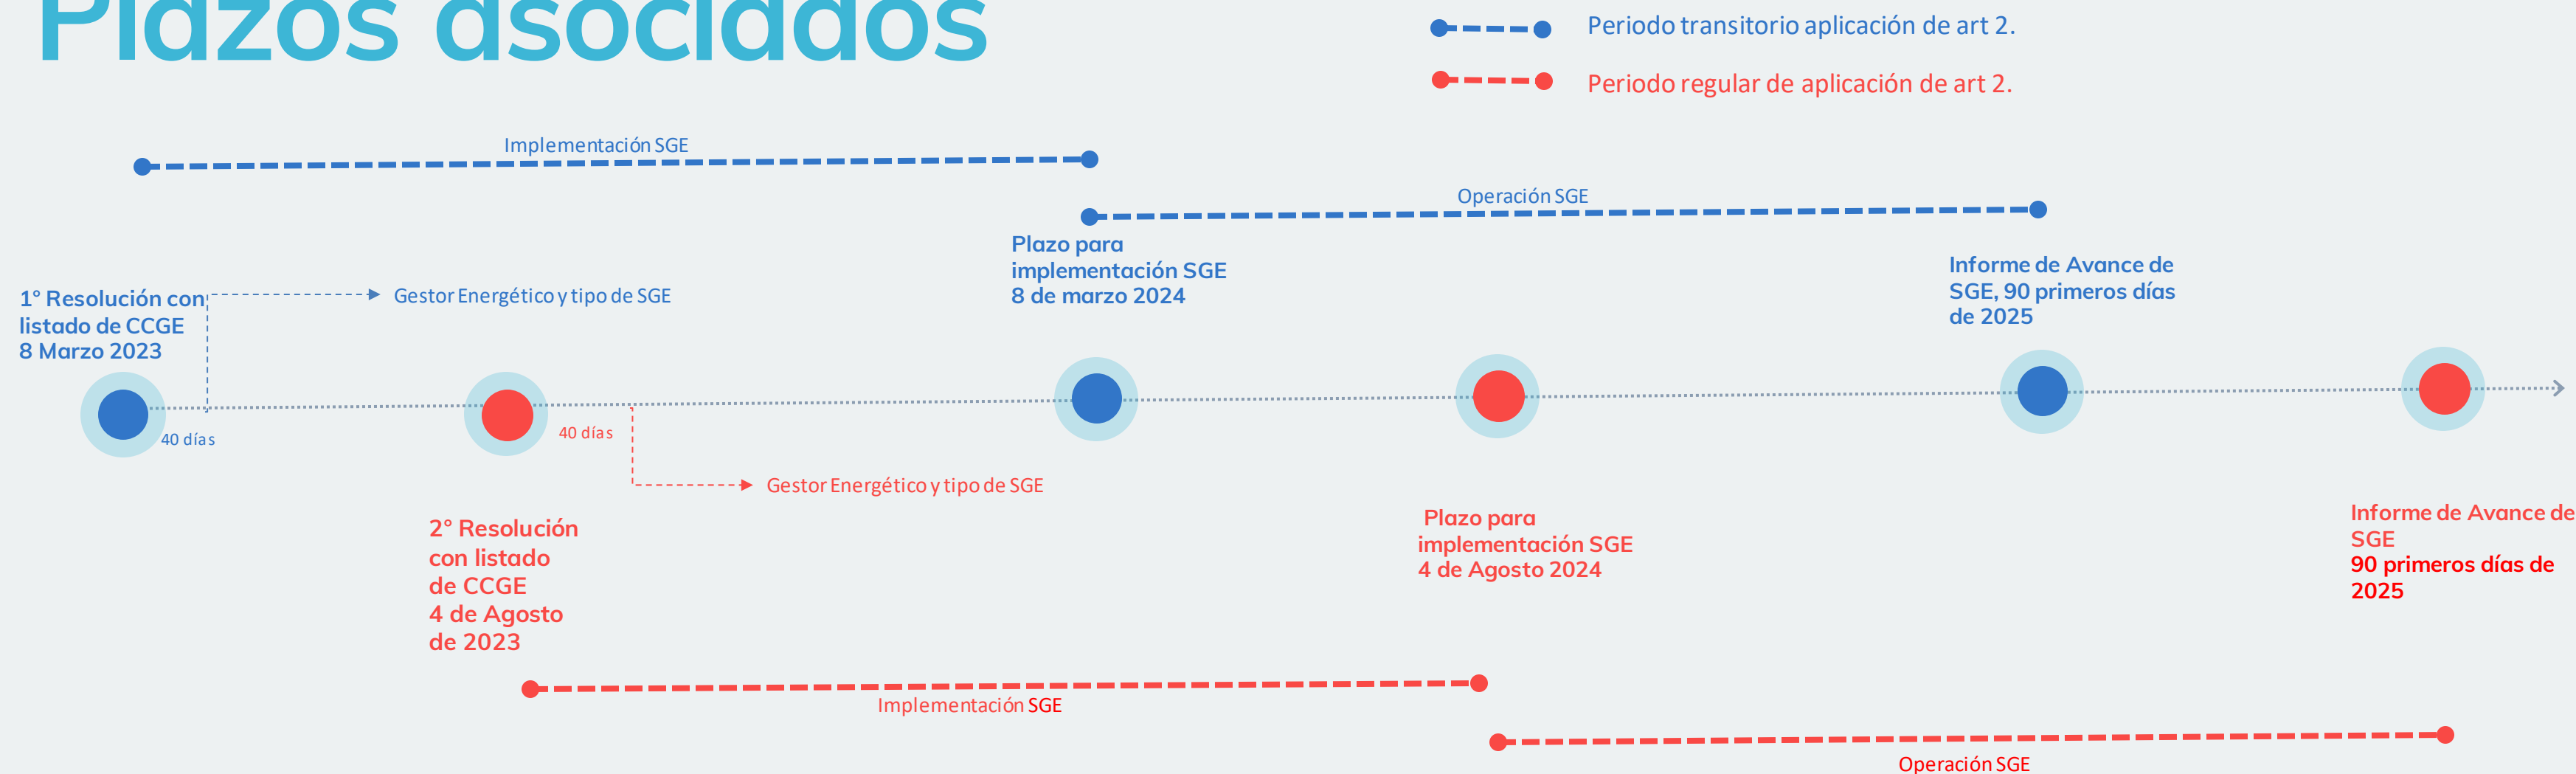 Plazos asociados
Periodo transitorio aplicación de art 2.
Periodo regular de aplicación de art 2.
Implementación SGE
Operación SGE
1° Resolución con
listado de CCGE
8 Marzo 2023
Gestor Energético y tipo de SGE
Plazo para
implementación SGE
8 de marzo 2024
Informe de Avance de
SGE, 90 primeros días
de 2025
40 días
40 días
Gestor Energético y tipo de SGE
2° Resolución
con listado
de CCGE
4 de Agosto
de 2023
Plazo para
implementación SGE
4 de Agosto 2024
Informe de Avance de
SGE
90 primeros días de
2025
Implementación SGE
Operación SGE